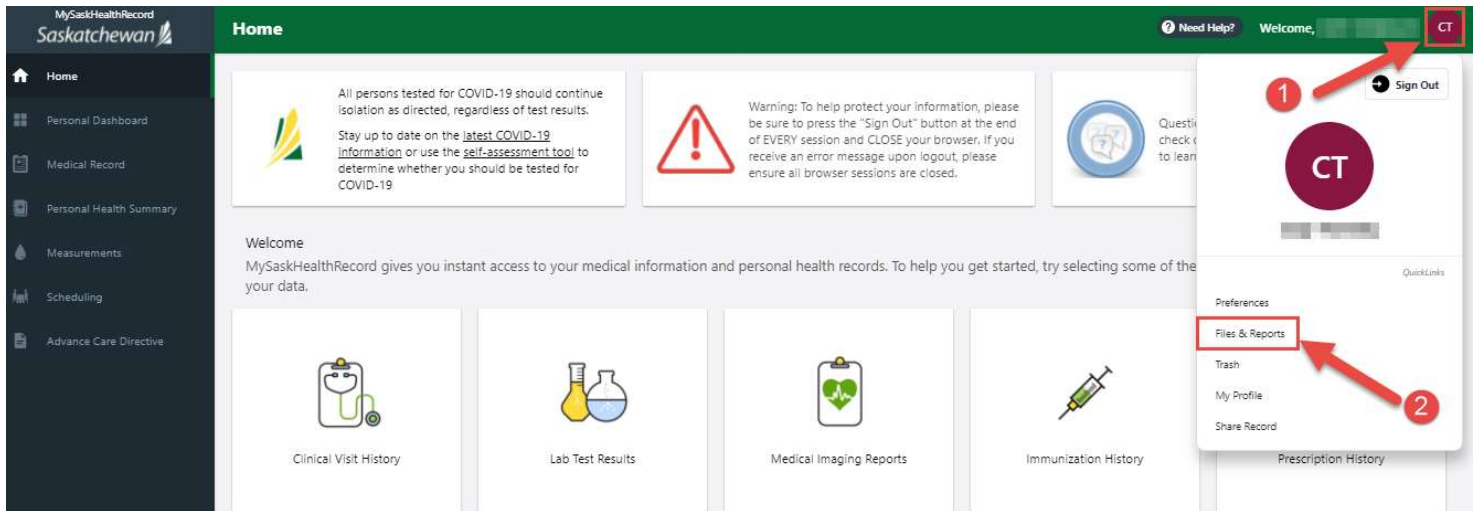 MySaskHealthRecord
Saskatchewan
Home
Need Help?
Welcome,
CT
Home
Personal Dashboard
Medical Record
Personal Health Summary
Measurements
Scheduling
Advance Care Directive
All persons tested for COVID-19 should continue
isolation as directed, regardless of test results.
Stay up to date on the latest COVID-19
information or use the self-assessment tool to
determine whether you should be tested for
COVID-19
Warning: To help protect your information, please
be sure to press the "Sign Out" button at the end
of EVERY session and CLOSE your browser. If you
receive an error message upon logout, please
ensure all browser sessions are closed.
check
to learn
1
Sign Out
CT
QuickLinks
Preferences
Files & Reports
Trash
My Profile
Share Record
2
Welcome
MySaskHealthRecord gives you instant access to your medical information and personal health records. To help you get started, try selecting some of the
your data.
Clinical Visit History
Lab Test Results
Medical Imaging Reports
Immunization History
Prescription History